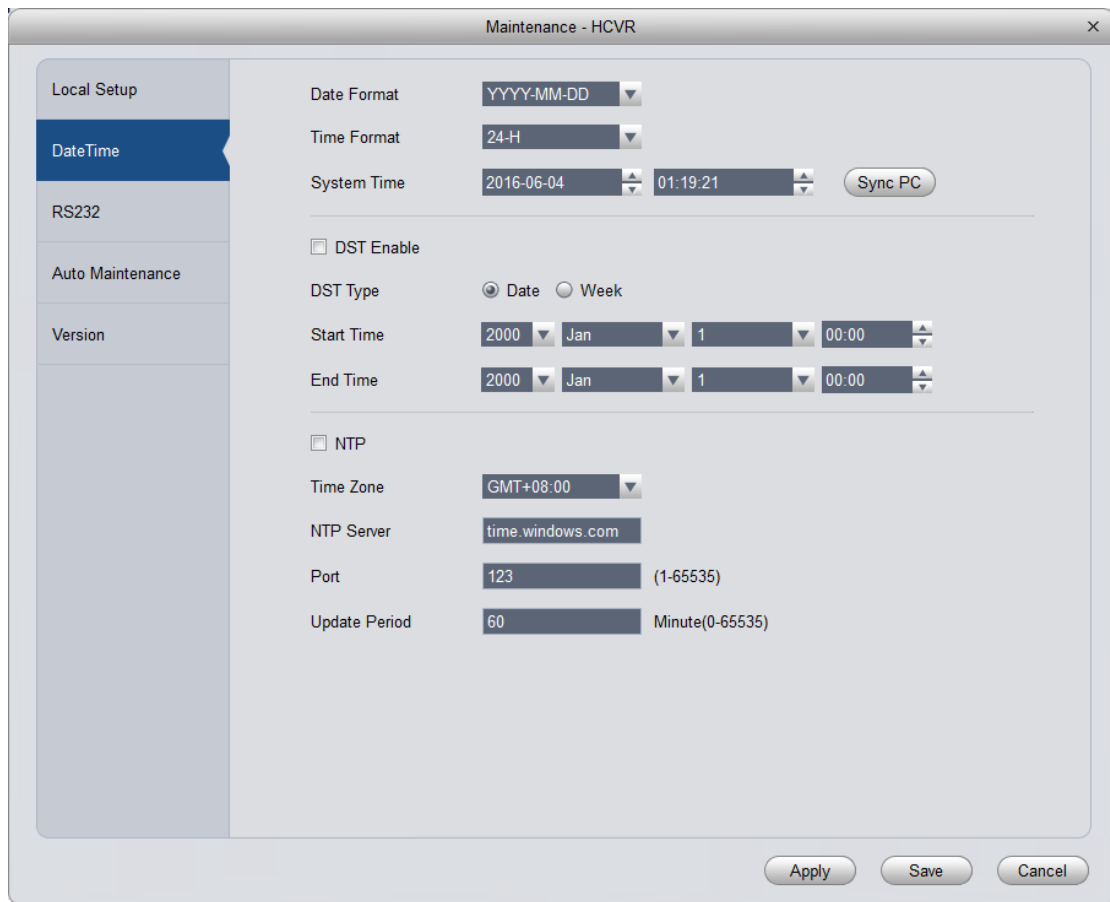 Maintenance - HCVR
Local Setup
DateTime
RS232
Auto Maintenance
Version
Date Format YYYY-MM-DD
Time Format 24-H
System Time 2016-06-04 01:19:21 Sync PC
DST Enable
DST Type Date Week
Start Time 2000 Jan 1 00:00
End Time 2000 Jan 1 00:00
NTP
Time Zone GMT+08:00
NTP Server time.windows.com
Port 123 (1-65535)
Update Period 60 Minute(0-65535)
Apply Save Cancel